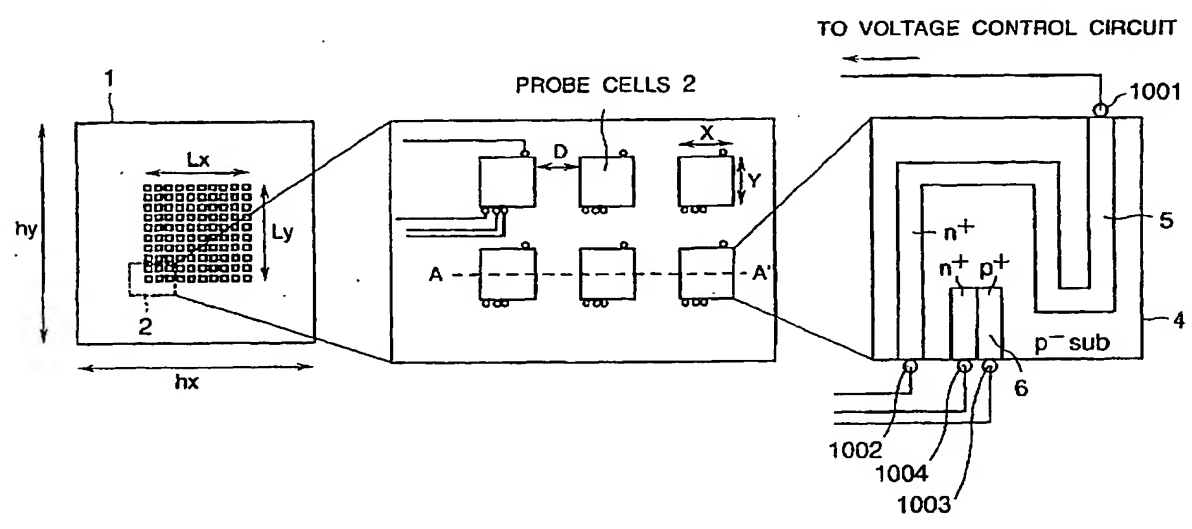 TO VOLTAGE CONTROL CIRCUIT
1
PROBE CELLS 2
1001
Lx
D
X
Y
hy
Ly
5
n+
A
A'
n+ p+
4
2
p- sub
hx
6
1002
1004
1003